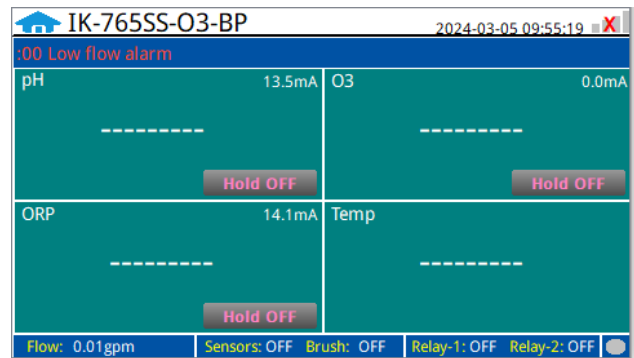 IK-765SS-O3-BP 2024-03-05 09:55:19 X
:00 Low flow alarm
pH 13.5mA O3 0.0mA
--------- ---------
Hold OFF Hold OFF
ORP 14.1mA Temp
--------- ---------
Hold OFF
Flow: 0.01gpm Sensors: OFF Brush: OFF Relay-1: OFF Relay-2: OFF